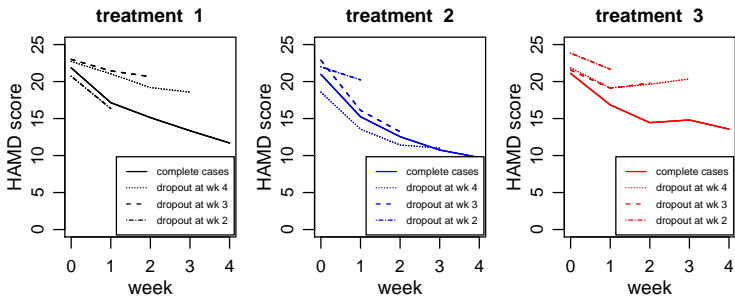 treatment 1
HAMD score
25
20
15
10
5
0
complete cases
dropout at wk 4
dropout at wk 3
dropout at wk 2
0 1 2 3 4
week
treatment 2
HAMD score
25
20
15
10
5
0
complete cases
dropout at wk 4
dropout at wk 3
dropout at wk 2
0 1 2 3 4
week
treatment 3
HAMD score
25
20
15
10
5
0
complete cases
dropout at wk 4
dropout at wk 3
dropout at wk 2
0 1 2 3 4
week